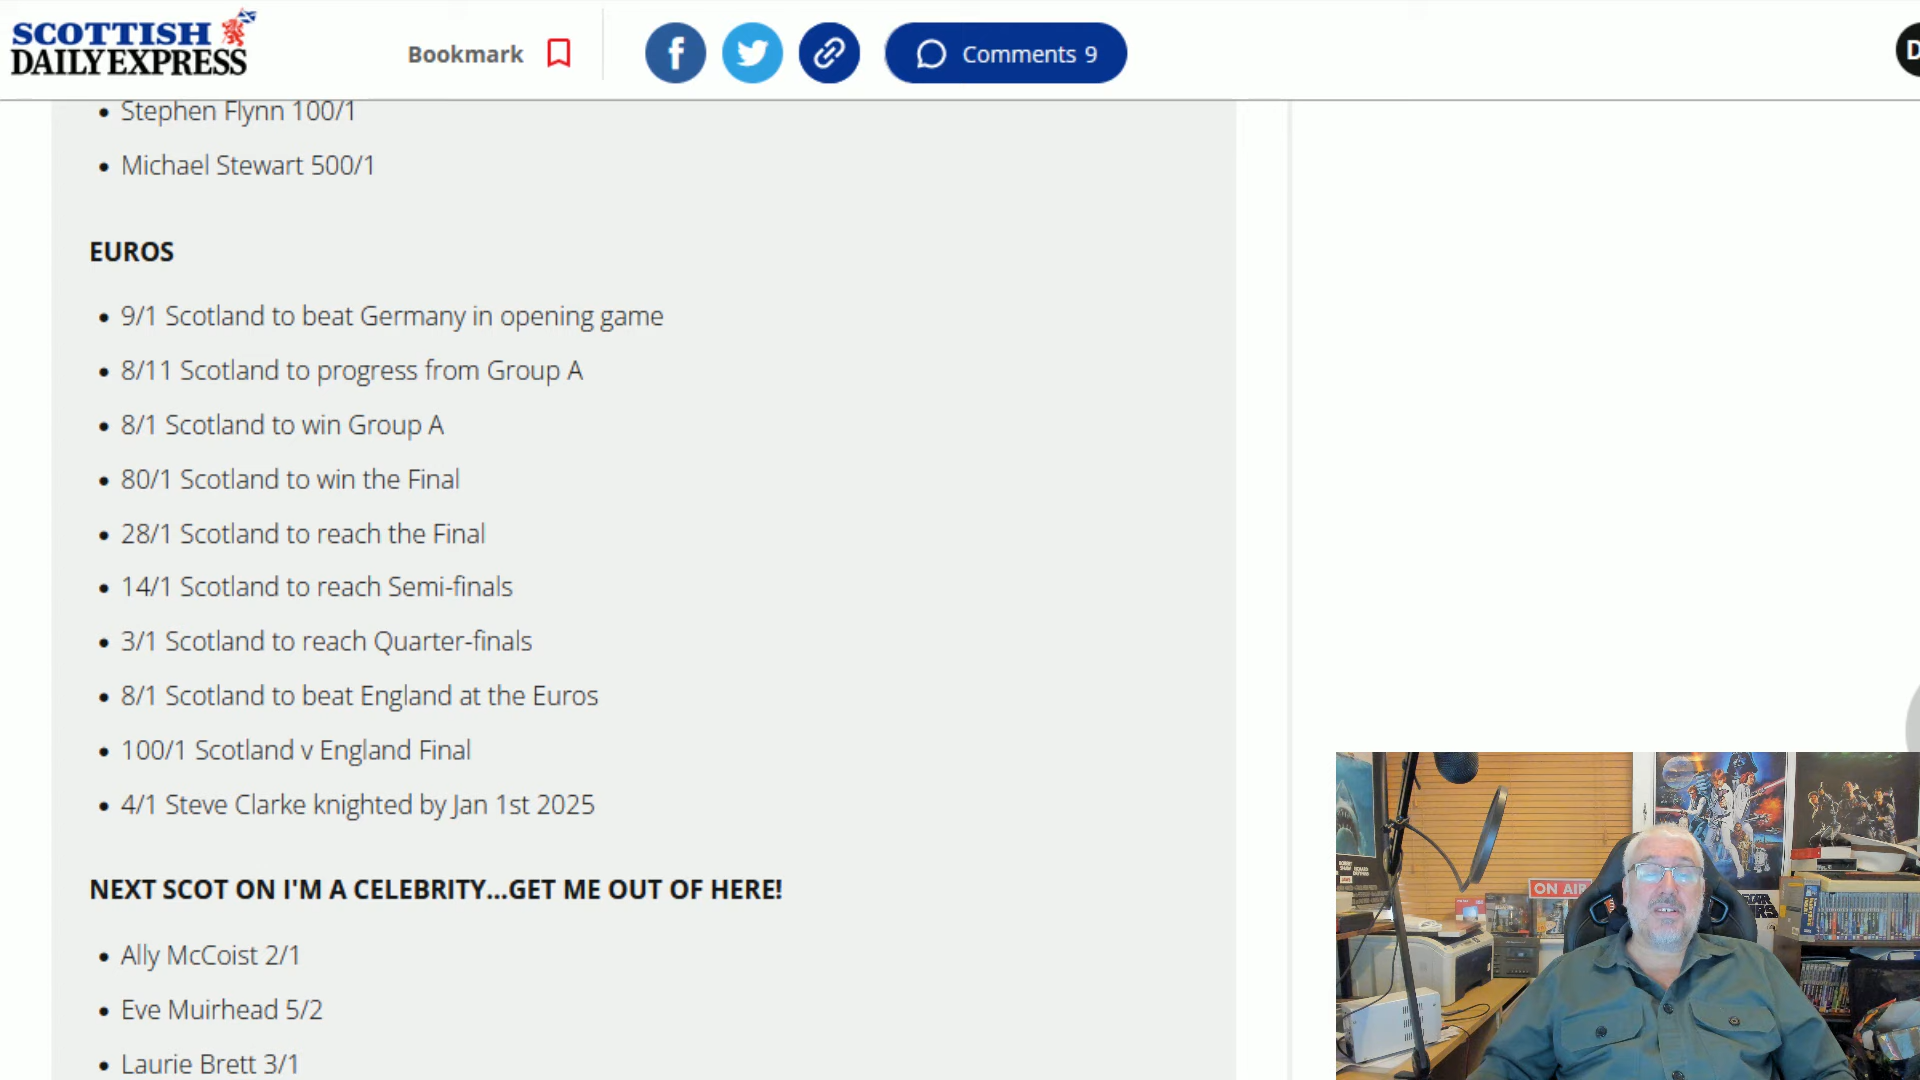 SCOTTISH
DAILY EXPRESS
Bookmark
Comments 9
D
Stephen Flynn 100/1
Michael Stewart 500/1
EUROS
9/1 Scotland to beat Germany in opening game
8/11 Scotland to progress from Group A
8/1 Scotland to win Group A
80/1 Scotland to win the Final
28/1 Scotland to reach the Final
14/1 Scotland to reach Semi-finals
3/1 Scotland to reach Quarter-finals
8/1 Scotland to beat England at the Euros
100/1 Scotland v England Final
4/1 Steve Clarke knighted by Jan 1st 2025
NEXT SCOT ON I'M A CELEBRITY...GET ME OUT OF HERE!
Ally McCoist 2/1
Eve Muirhead 5/2
Laurie Brett 3/1
ON AIR
STAR
WARS